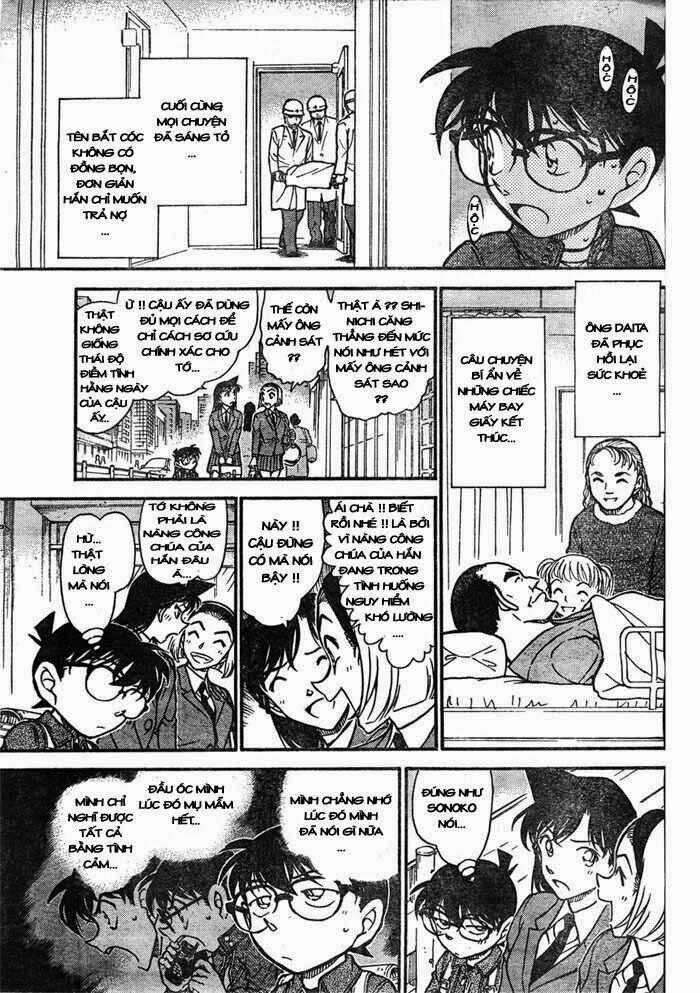 HỘC
HỘC
HỘC
CUỐI CÙNG
MỌI CHUYỆN
ĐÃ SÁNG TỎ
...
TÊN BẮT CÓC
KHÔNG CÓ
ĐỒNG BỌN,
ĐƠN GIẢN
HẮN CHỈ MUỐN
TRẢ NỢ
...
ÔNG DAITA
ĐÃ PHỤC
HỒI LẠI
SỨC KHOẺ
...
CÂU CHUYỆN
BÍ ẨN VỀ
NHỮNG CHIẾC
MÁY BAY
GIẤY KẾT
THÚC...
THẬT À ?? SHI-
NICHI CĂNG
THẲNG ĐẾN MỨC
NÓI NHƯ HÉT VỚI
MẤY ÔNG CẢNH
SÁT SAO
??
THẾ CÒN
MẤY ÔNG
CẢNH SÁT
??
Ừ !! CẬU ẤY ĐÃ DÙNG
ĐỦ MỌI CÁCH ĐỂ
CHỈ CÁCH SƠ CỨU
CHÍNH XÁC CHO
TỚ...
THẬT
KHÔNG
GIỐNG
THÁI ĐỘ
ĐIỀM TĨNH
HẰNG NGÀY
CỦA CẬU
ẤY...
ÁI CHÀ !! BIẾT
RỒI NHÉ !! LÀ BỞI
VÌ NÀNG CÔNG
CHÚA CỦA HẮN
ĐANG TRONG
TÌNH HUỐNG
NGUY HIỂM
KHÓ LƯỜNG
....
NÀY !!
CẬU ĐỪNG
CÓ MÀ NÓI
BẬY !!
TỚ KHÔNG
PHẢI LÀ
NÀNG CÔNG
CHÚA CỦA
HẮN ĐÂU
À...
HỪ...
THẬT
LÒNG
MÀ NÓI
...
ĐÚNG NHƯ
SONOKO
NÓI...
MÌNH CHẲNG NHỚ
LÚC ĐÓ MÌNH
ĐÃ NÓI GÌ NỮA
...
ĐẦU ÓC MÌNH
LÚC ĐÓ MỤ MẪM
HẾT...
MÌNH CHỈ
NGHĨ ĐƯỢC
TẤT CẢ
BẰNG TÌNH
CẢM...